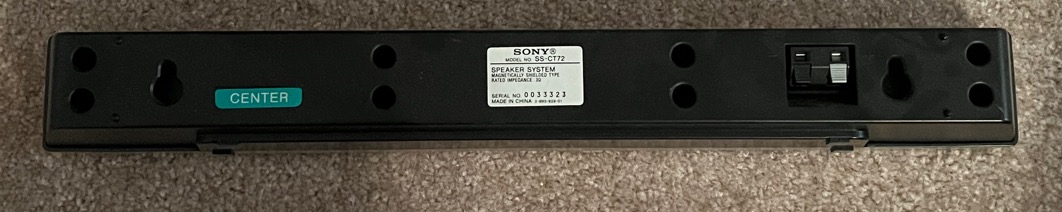 CENTER
SONY®
MODEL NO. SS-CT72
SPEAKER SYSTEM
MAGNETICALLY SHIELDED TYPE
RATED IMPEDANCE 3Ω
SERIAL NO. 0033323
MADE IN CHINA